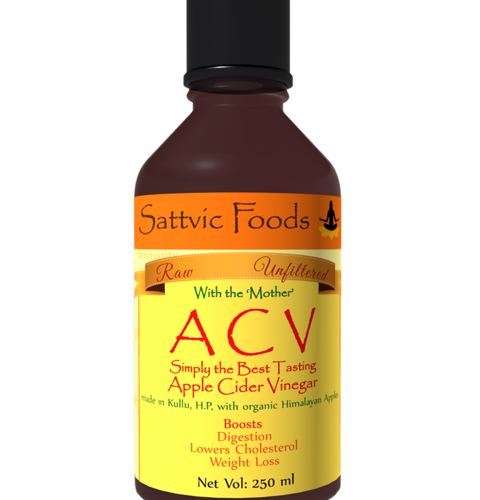 Sattvic Foods
Raw Unfiltered
With the 'Mother'
ACV
Simply the Best Tasting
Apple Cider Vinegar
made in Kullu, H.P, with organic Himalayan Apples
Boosts
Digestion
Lowers Cholesterol
Weight Loss
Net Vol: 250 ml